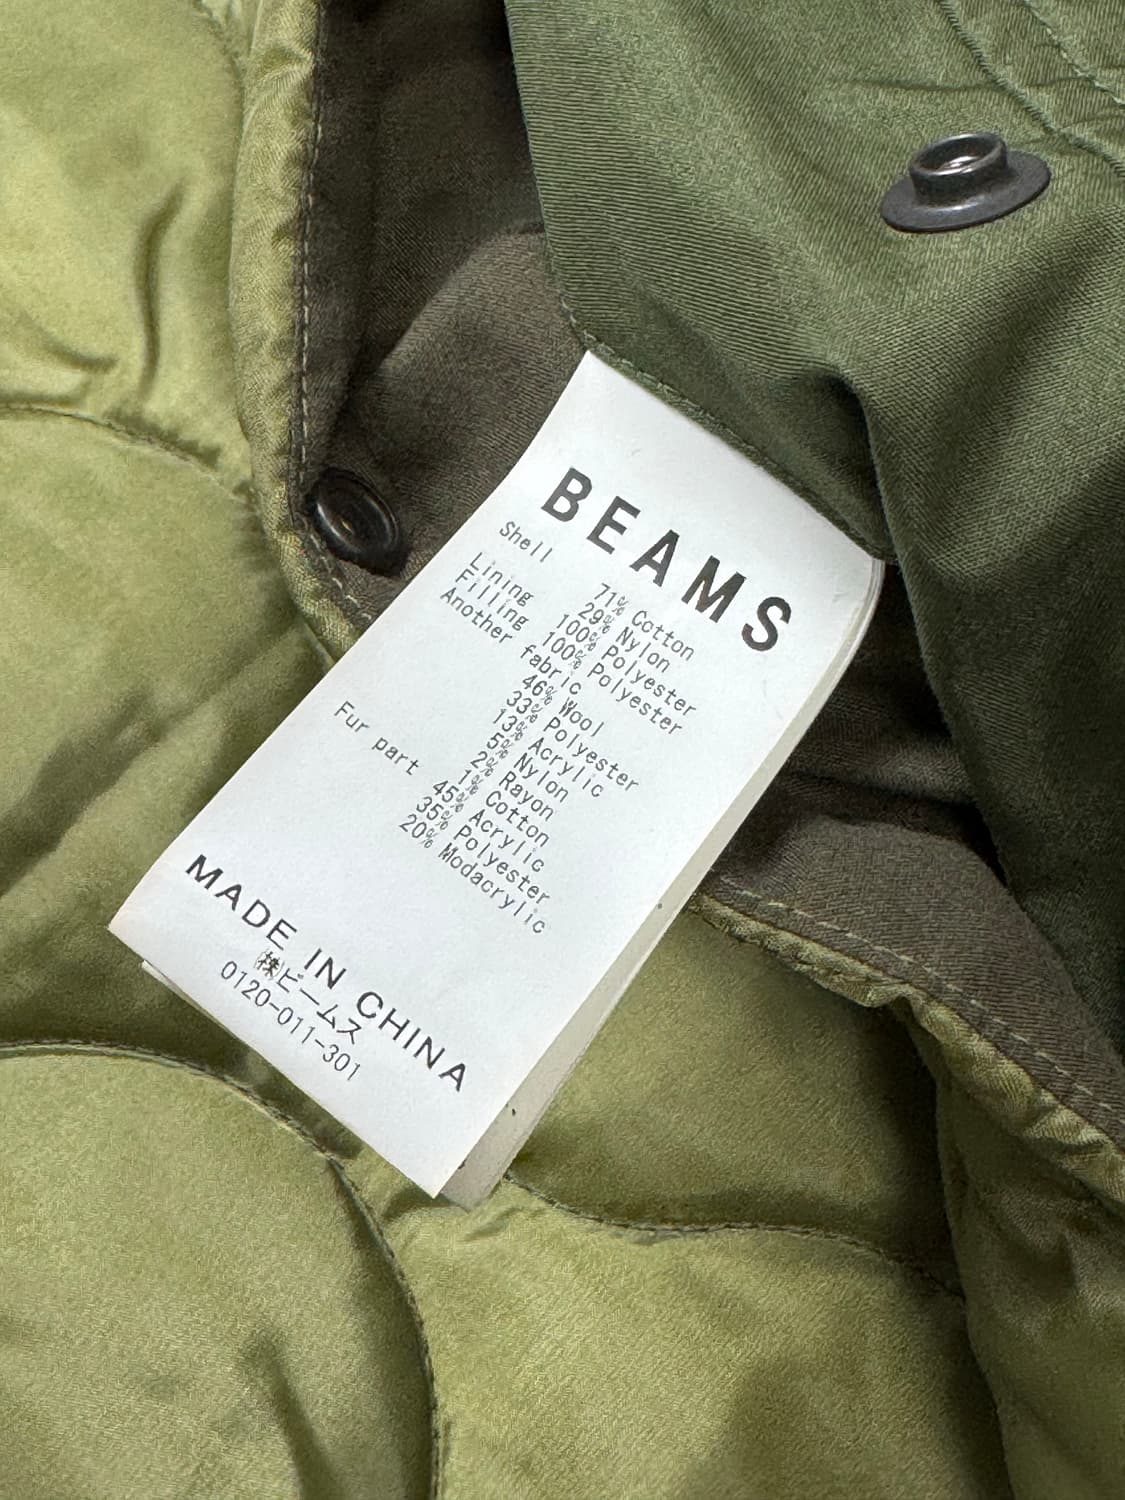 BEAMS
Shell 71% Cotton
29% Nylon
Lining 100% Polyester
Filling 100% Polyester
Another fabric
46% Wool
33% Polyester
13% Acrylic
5% Nylon
2% Rayon
1% Cotton
Fur part 45% Acrylic
35% Polyester
20% Modacrylic
MADE IN CHINA
㈱ビームス
0120-011-301